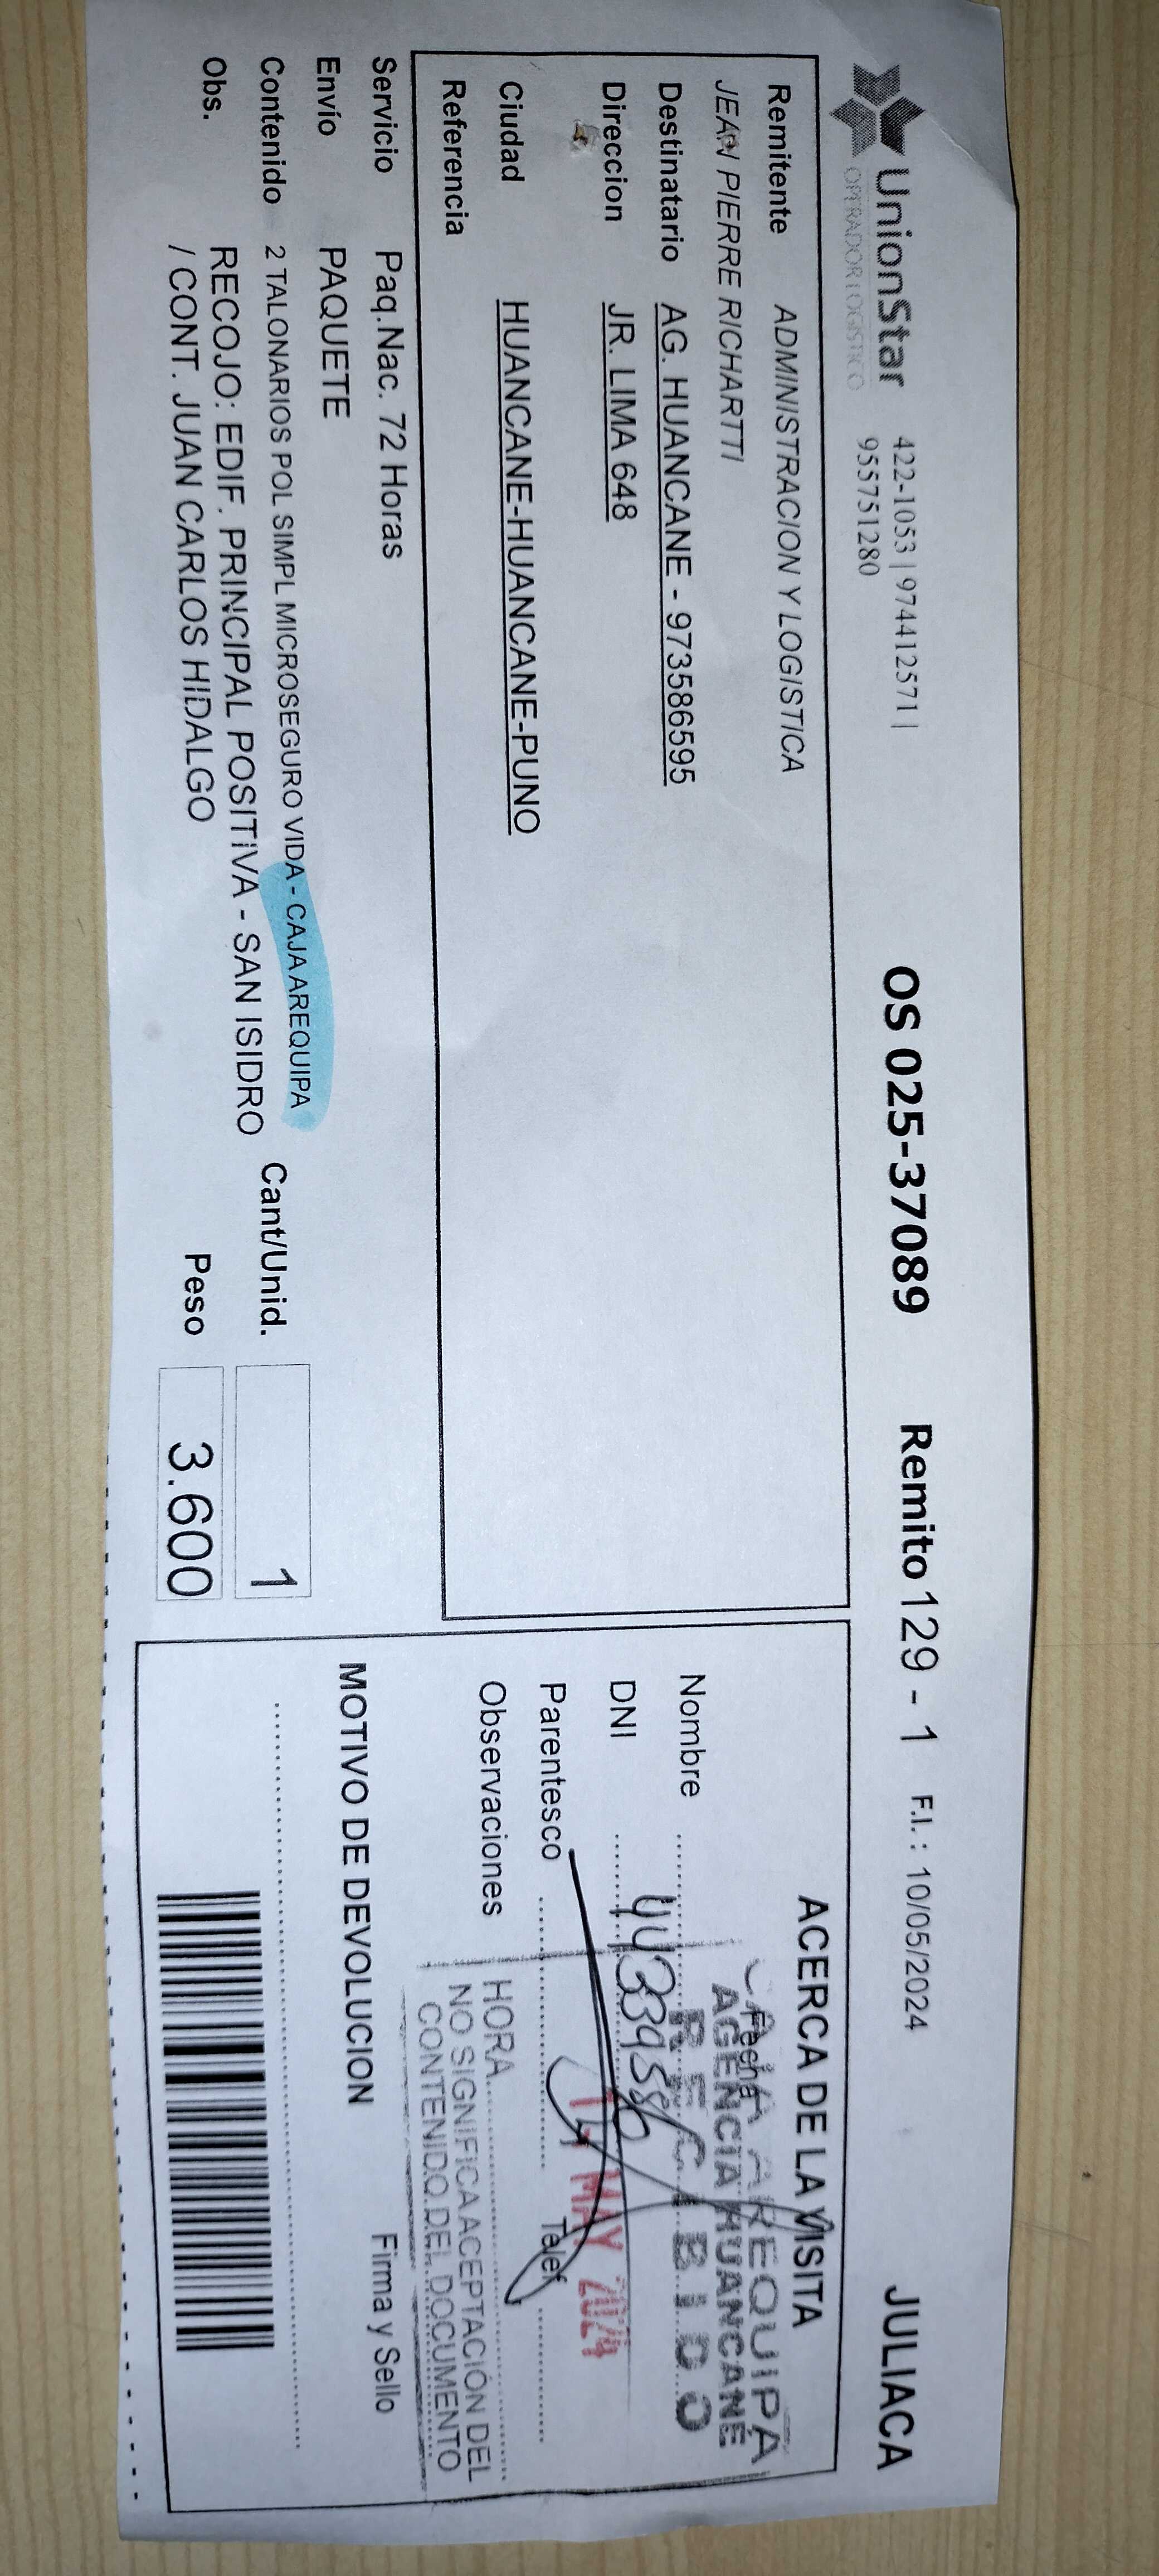 UnionStar
OPERADOR LOGISTICO
422-1053 | 974412571 |
955751280
OS 025-37089
Remito 129 - 1
F.I. : 10/05/2024
JULIACA
Remitente ADMINISTRACION Y LOGISTICA
JEAN PIERRE RICHARTTI
Destinatario AG. HUANCANE - 973586595
Direccion JR. LIMA 648
Ciudad HUANCANE-HUANCANE-PUNO
Referencia
Servicio Paq.Nac. 72 Horas
Envío PAQUETE
Contenido 2 TALONARIOS POL SIMPL MICROSEGURO VIDA - CAJA AREQUIPA
Obs. RECOJO: EDIF. PRINCIPAL POSITIVA - SAN ISIDRO
/ CONT. JUAN CARLOS HIDALGO
Cant/Unid. 1
Peso 3.600
ACERCA DE LA VISITA
Fecha
AREQUIPA
AGENCIA HUANCANE
RECIBIDO
Nombre
DNI
MAY 2024
Parentesco
Telef
Observaciones
HORA
NO SIGNIFICA ACEPTACIÓN DEL
CONTENIDO DEL DOCUMENTO
Firma y Sello
MOTIVO DE DEVOLUCION